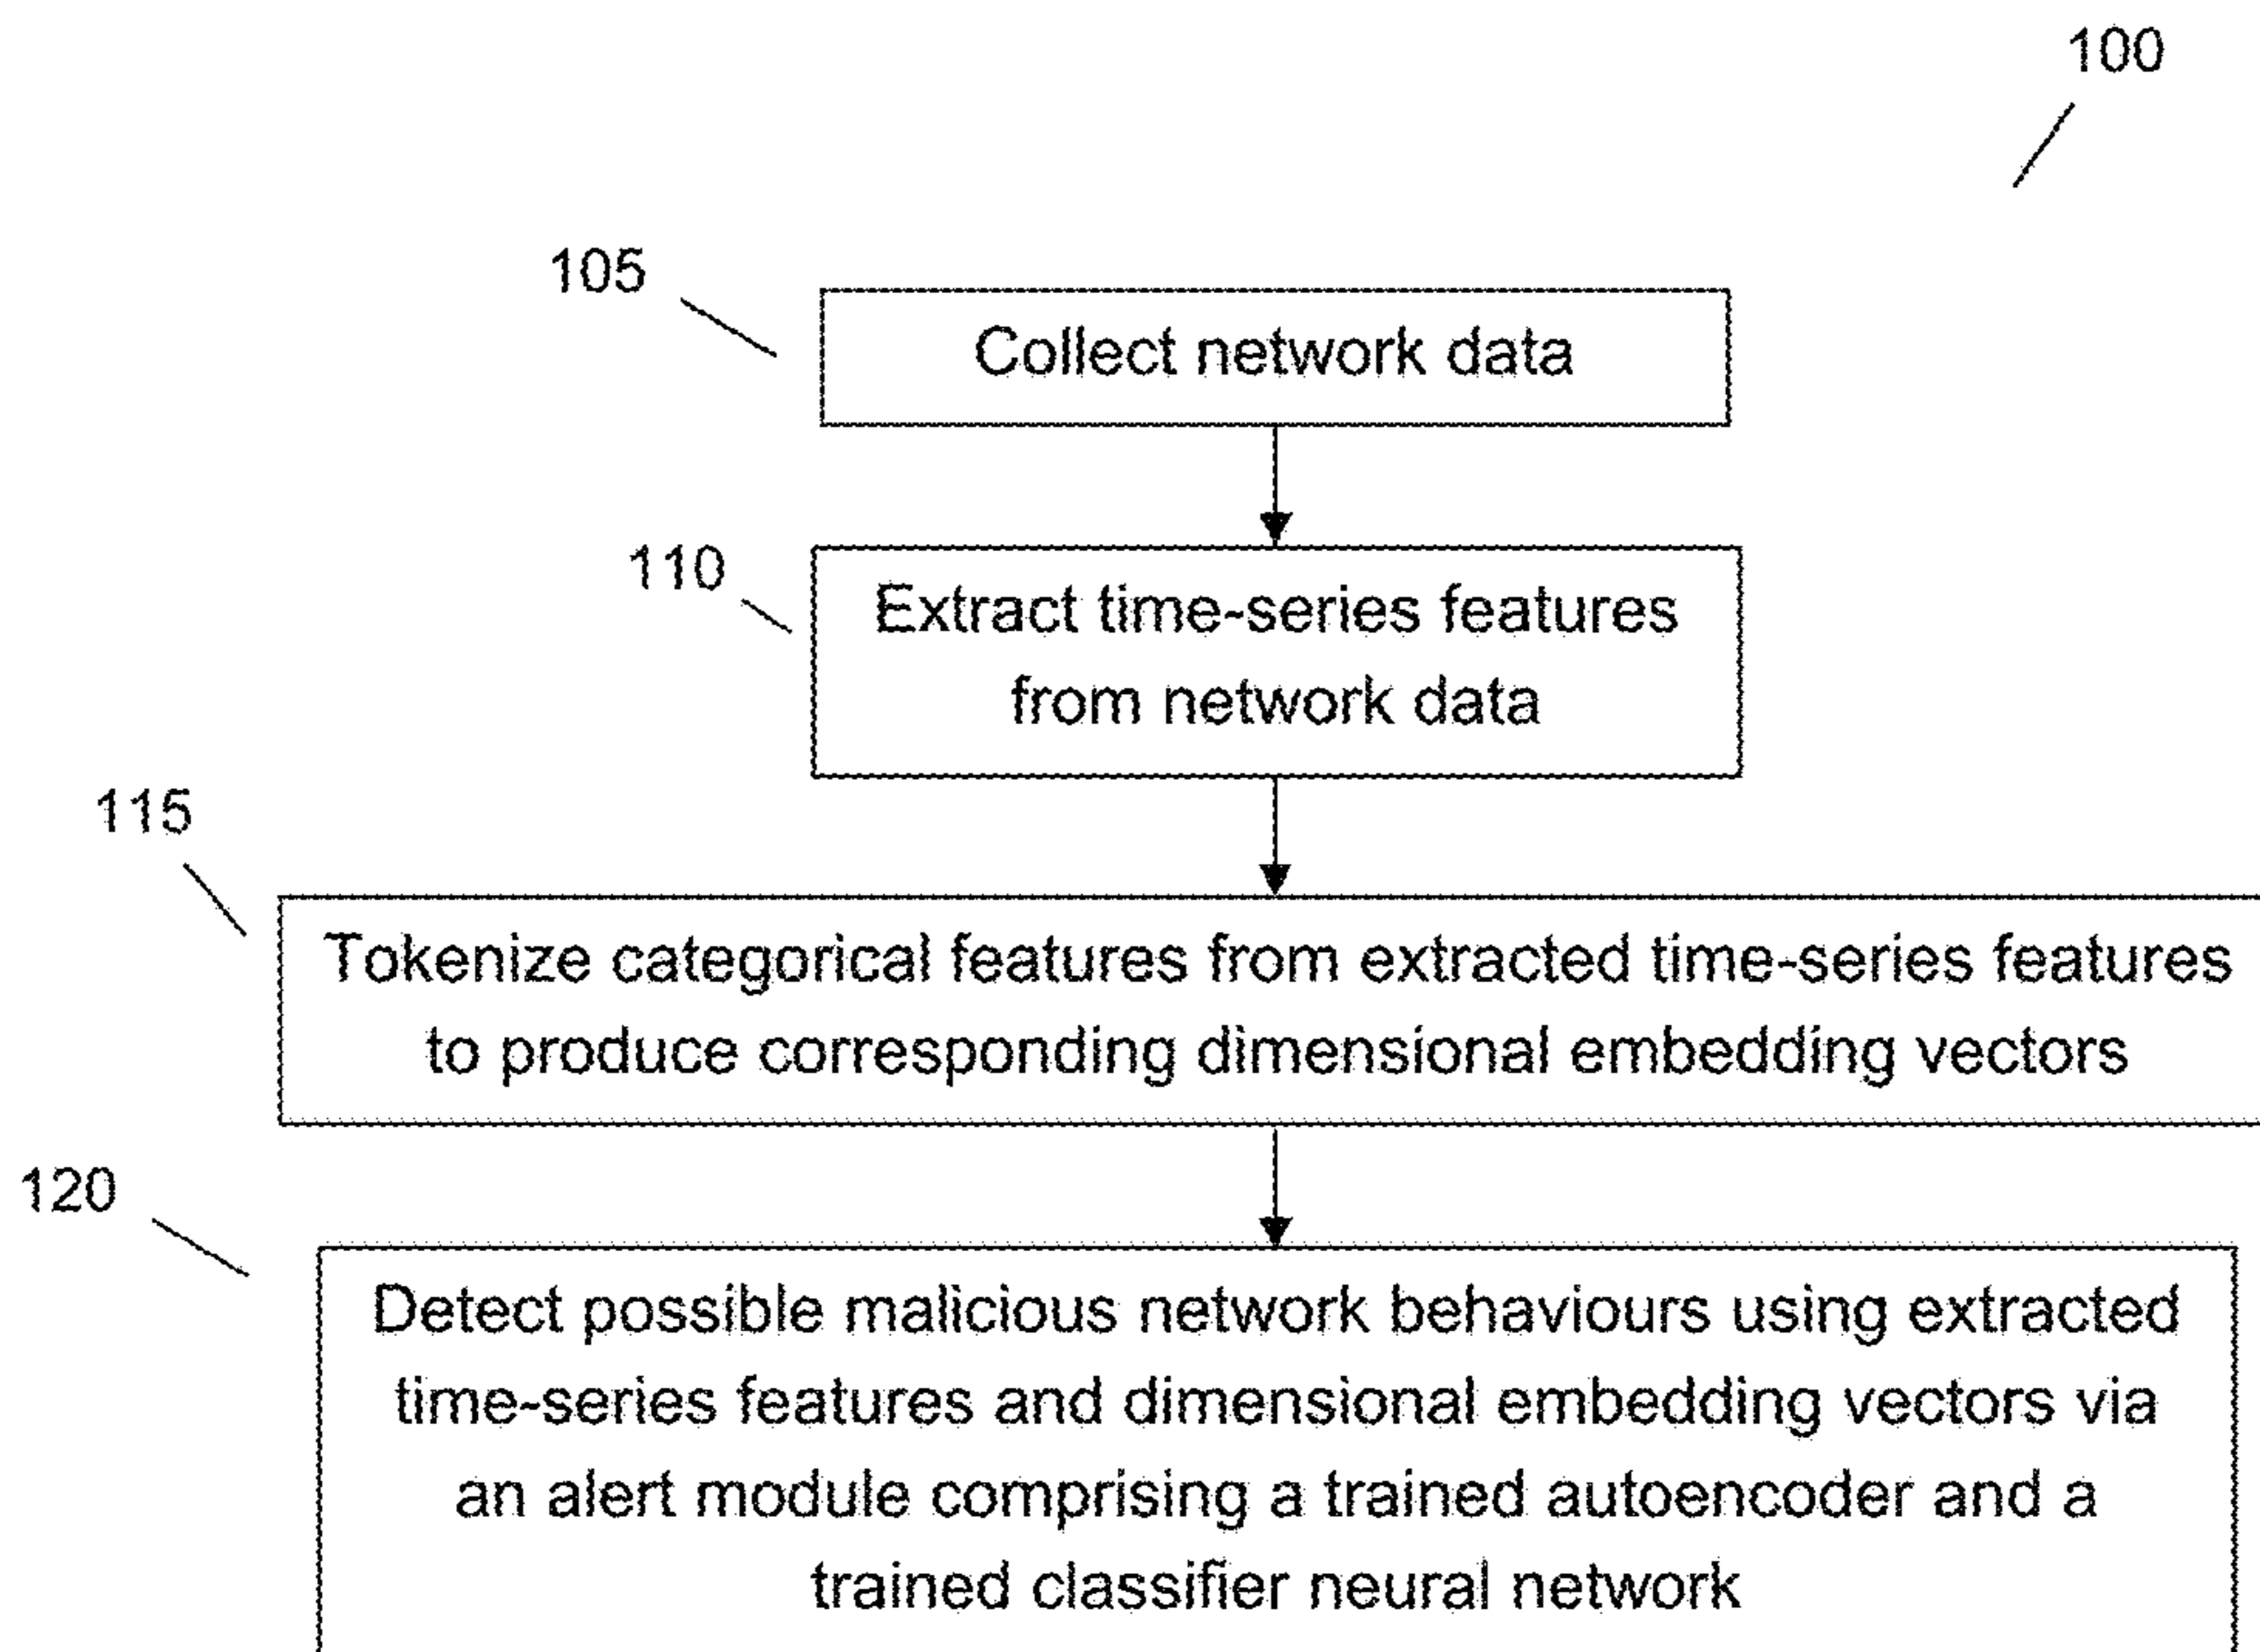 100
105
Collect network data
110
Extract time-series features
from network data
115
Tokenize categorical features from extracted time-series features
to produce corresponding dimensional embedding vectors
120
Detect possible malicious network behaviours using extracted
time-series features and dimensional embedding vectors via
an alert module comprising a trained autoencoder and a
trained classifier neural network